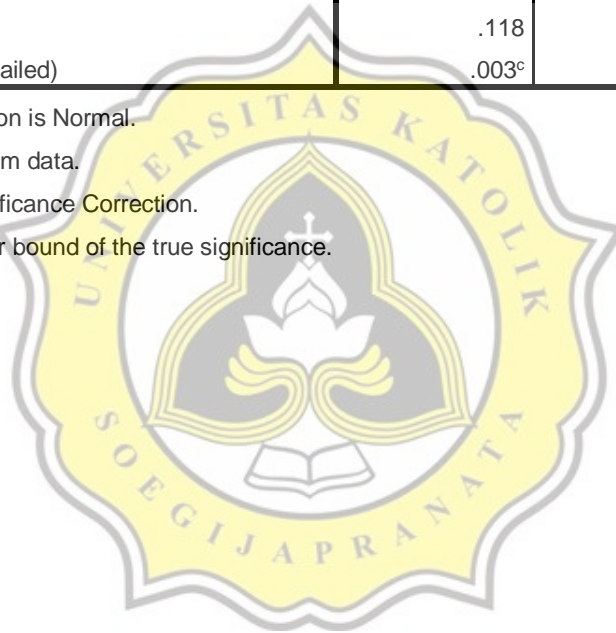 .118
ailed) .003ᶜ
on is Normal.
m data.
ficance Correction.
r bound of the true significance.
UNIVERSITAS KATOLIK
SOEGIJAPRANATA